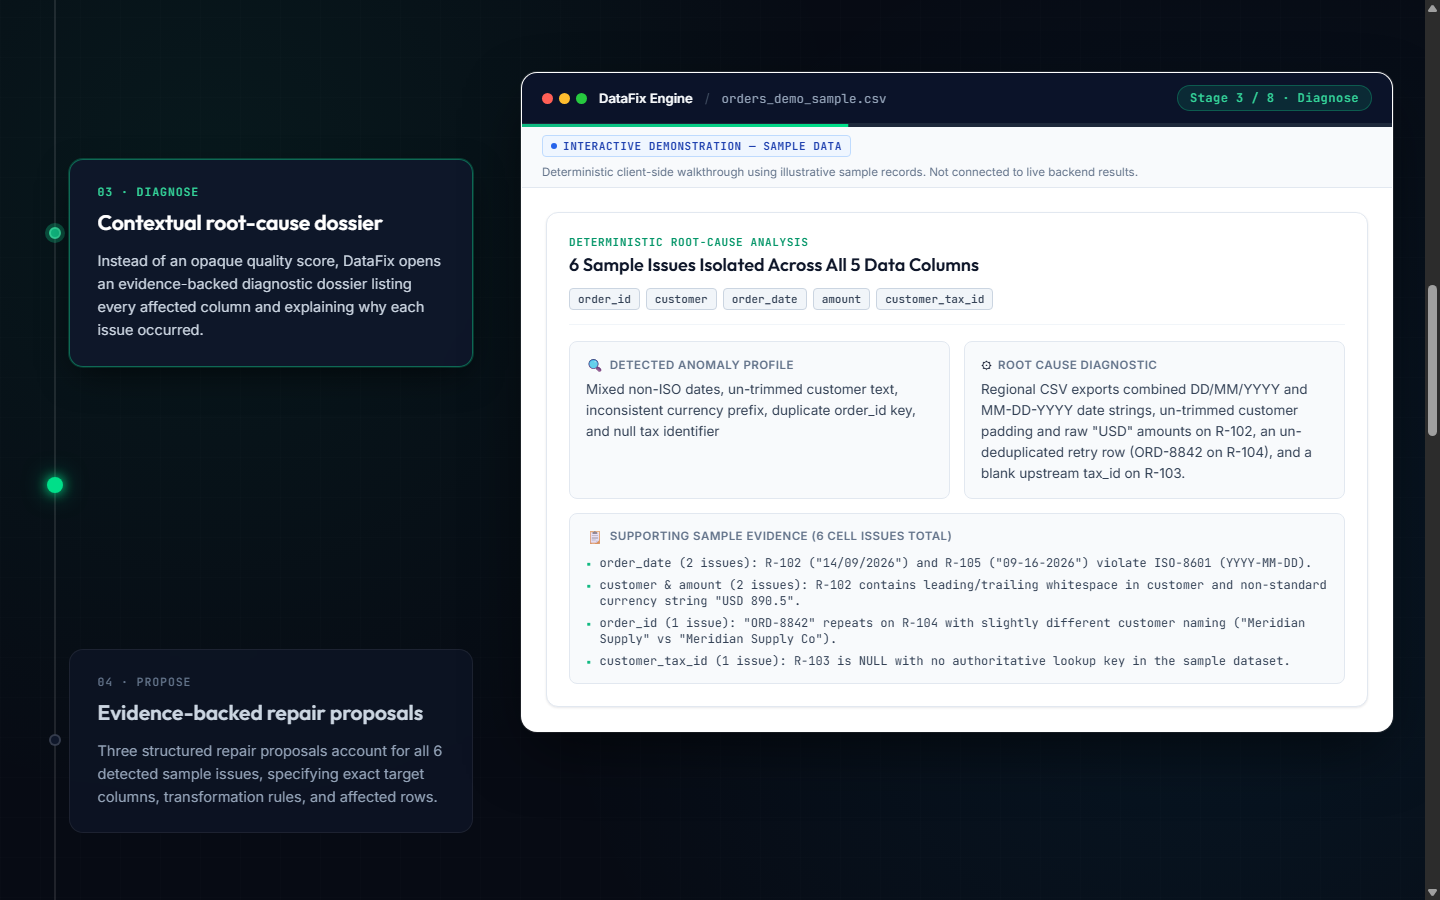 03 · DIAGNOSE
Contextual root-cause dossier
Instead of an opaque quality score, DataFix opens
an evidence-backed diagnostic dossier listing
every affected column and explaining why each
issue occurred.
04 · PROPOSE
Evidence-backed repair proposals
Three structured repair proposals account for all 6
detected sample issues, specifying exact target
columns, transformation rules, and affected rows.
DataFix Engine / orders_demo_sample.csv
Stage 3 / 8 · Diagnose
INTERACTIVE DEMONSTRATION — SAMPLE DATA
Deterministic client-side walkthrough using illustrative sample records. Not connected to live backend results.
DETERMINISTIC ROOT-CAUSE ANALYSIS
6 Sample Issues Isolated Across All 5 Data Columns
order_id customer order_date amount customer_tax_id
DETECTED ANOMALY PROFILE
Mixed non-ISO dates, un-trimmed customer text,
inconsistent currency prefix, duplicate order_id key,
and null tax identifier
ROOT CAUSE DIAGNOSTIC
Regional CSV exports combined DD/MM/YYYY and
MM-DD-YYYY date strings, un-trimmed customer
padding and raw "USD" amounts on R-102, an un-
deduplicated retry row (ORD-8842 on R-104), and a
blank upstream tax_id on R-103.
SUPPORTING SAMPLE EVIDENCE (6 CELL ISSUES TOTAL)
▪ order_date (2 issues): R-102 ("14/09/2026") and R-105 ("09-16-2026") violate ISO-8601 (YYYY-MM-DD).
▪ customer & amount (2 issues): R-102 contains leading/trailing whitespace in customer and non-standard
currency string "USD 890.5".
▪ order_id (1 issue): "ORD-8842" repeats on R-104 with slightly different customer naming ("Meridian
Supply" vs "Meridian Supply Co").
▪ customer_tax_id (1 issue): R-103 is NULL with no authoritative lookup key in the sample dataset.